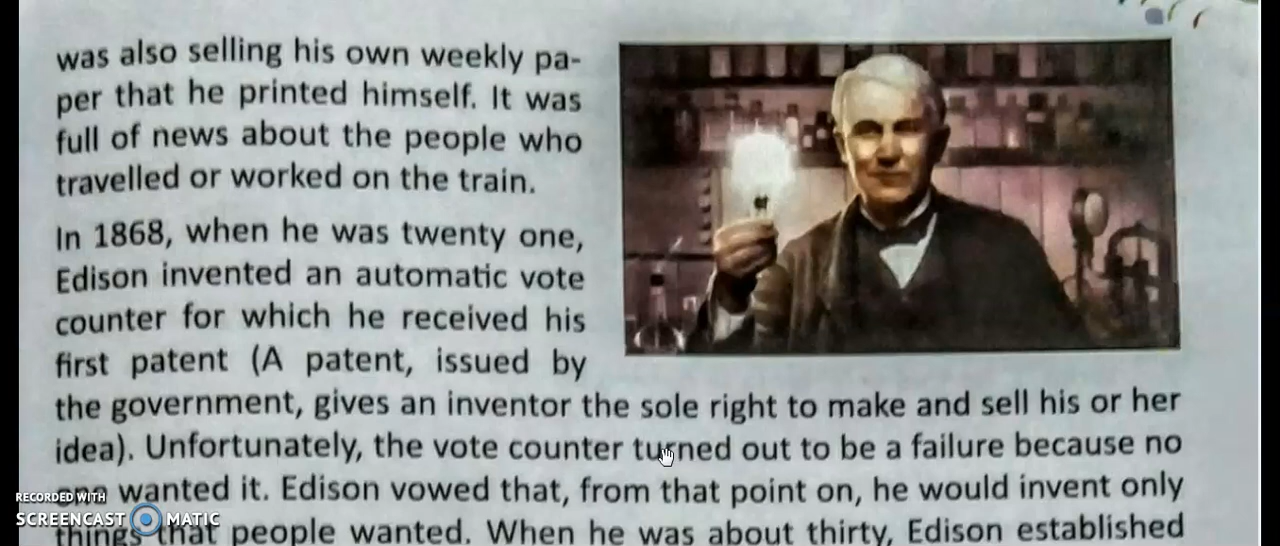 was also selling his own weekly pa-
per that he printed himself. It was
full of news about the people who
travelled or worked on the train.
In 1868, when he was twenty one,
Edison invented an automatic vote
counter for which he received his
first patent (A patent, issued by
the government, gives an inventor the sole right to make and sell his or her
idea). Unfortunately, the vote counter turned out to be a failure because no
one wanted it. Edison vowed that, from that point on, he would invent only
things that people wanted. When he was about thirty, Edison established
RECORDED WITH
SCREENCAST MATIC